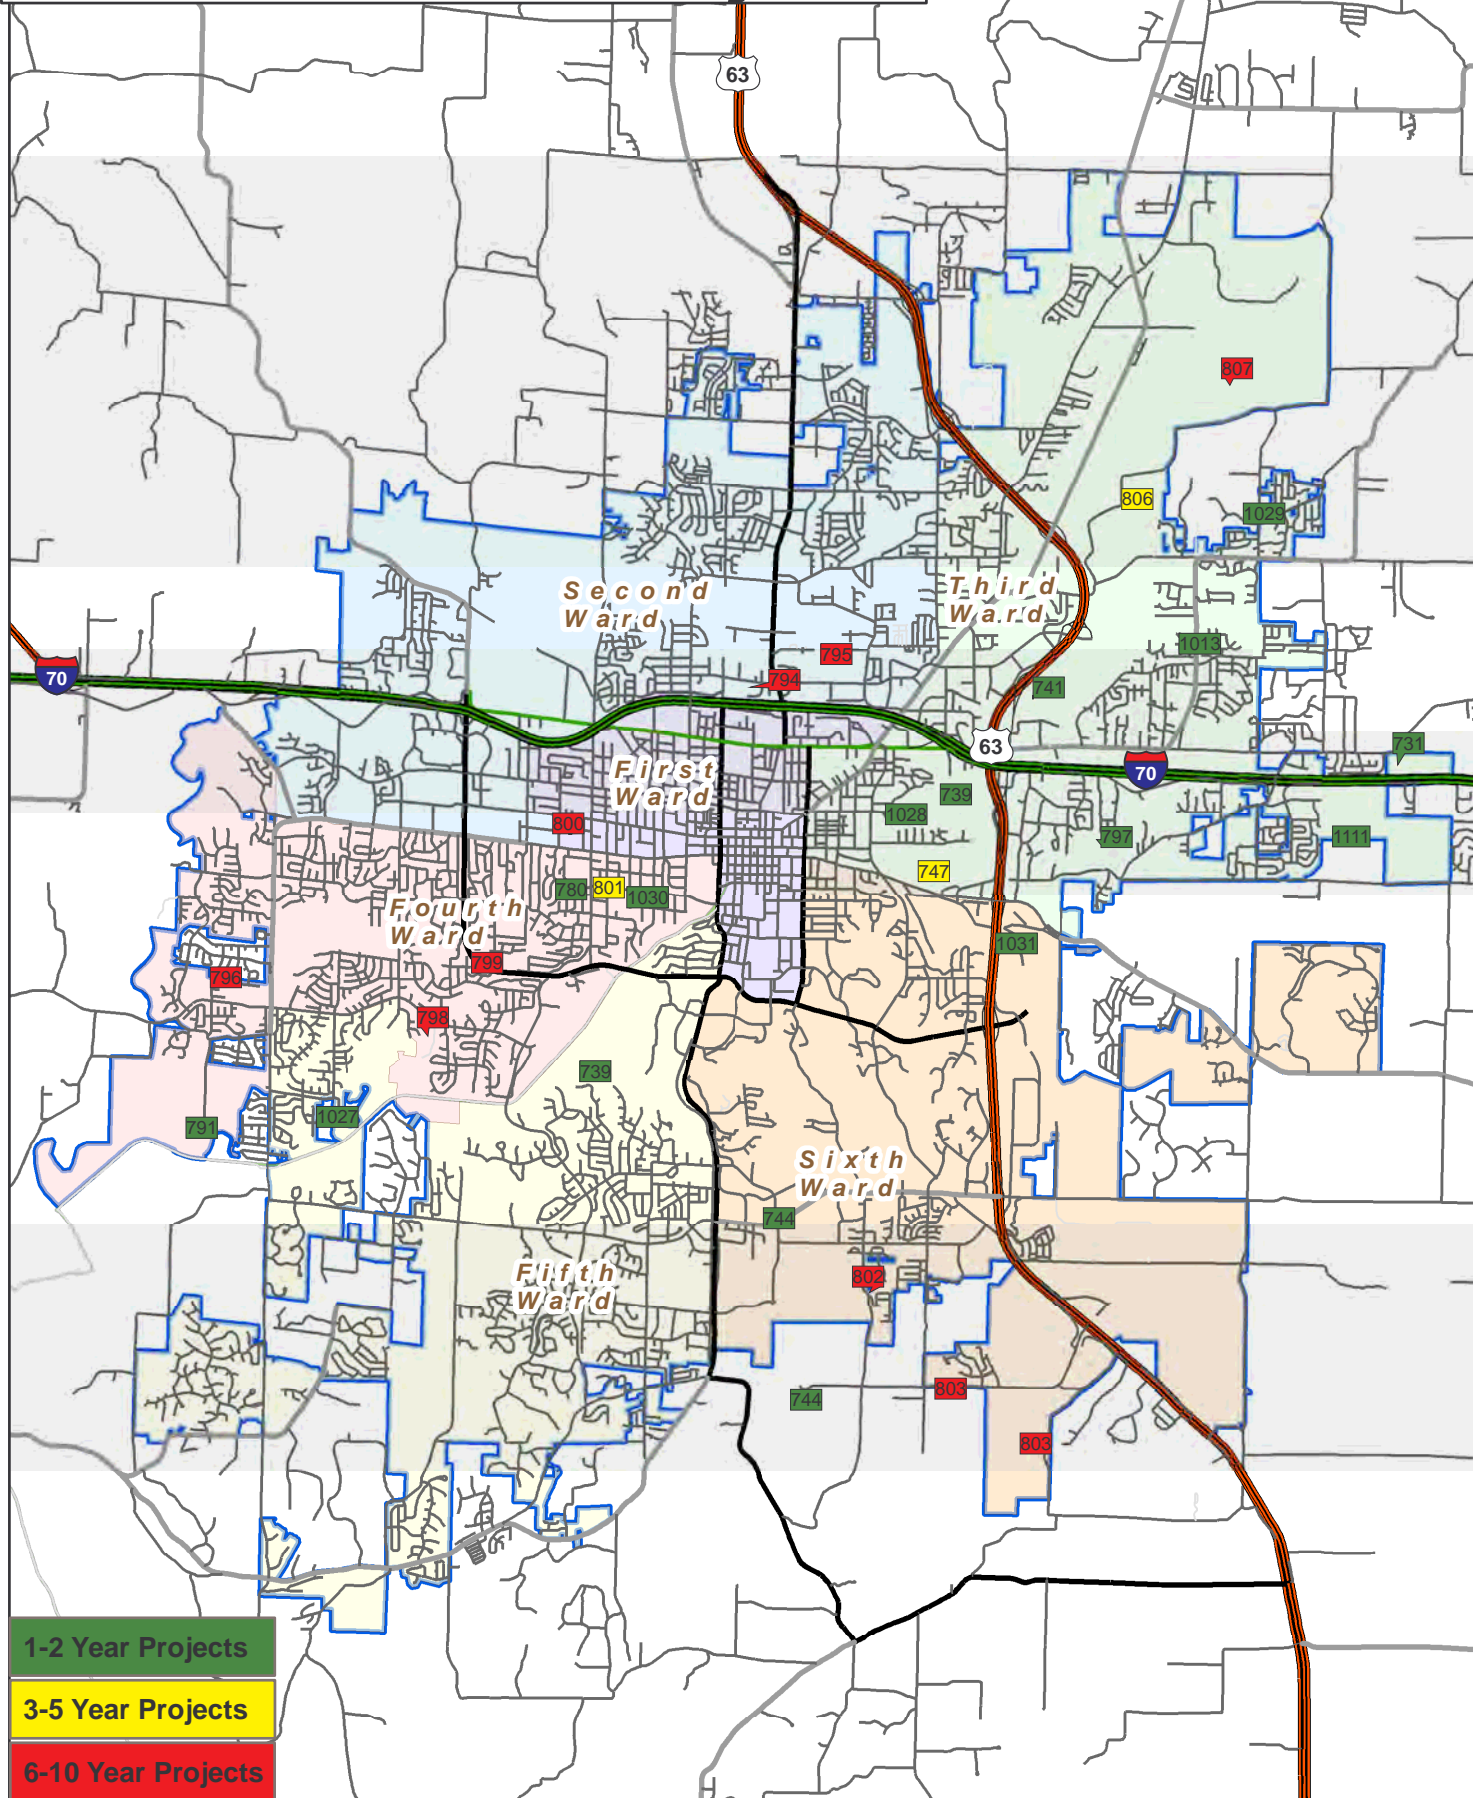 63
807
806
1029
Second
Ward
Third
Ward
1013
795
794
741
70
63
731
70
First
Ward
739
1028
800
797
1111
747
780
801
1030
Fourth
Ward
1031
799
796
798
739
1027
791
Sixth
Ward
744
Fifth
Ward
802
803
744
803
1-2 Year Projects
3-5 Year Projects
6-10 Year Projects